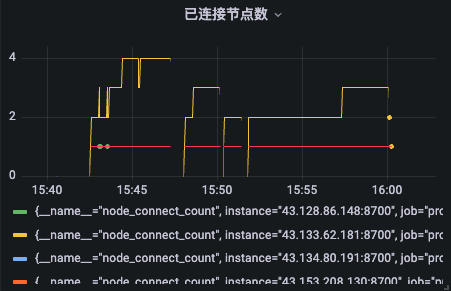 已连接节点数
4
2
0
15:40 15:45 15:50 15:55 16:00
{__name__="node_connect_count", instance="43.128.86.148:8700", job="pro
{__name__="node_connect_count", instance="43.133.62.181:8700", job="pro
{__name__="node_connect_count", instance="43.134.80.191:8700", job="pro
{__name__="node_connect_count", instance="43.153.208.130:8700", job="pr